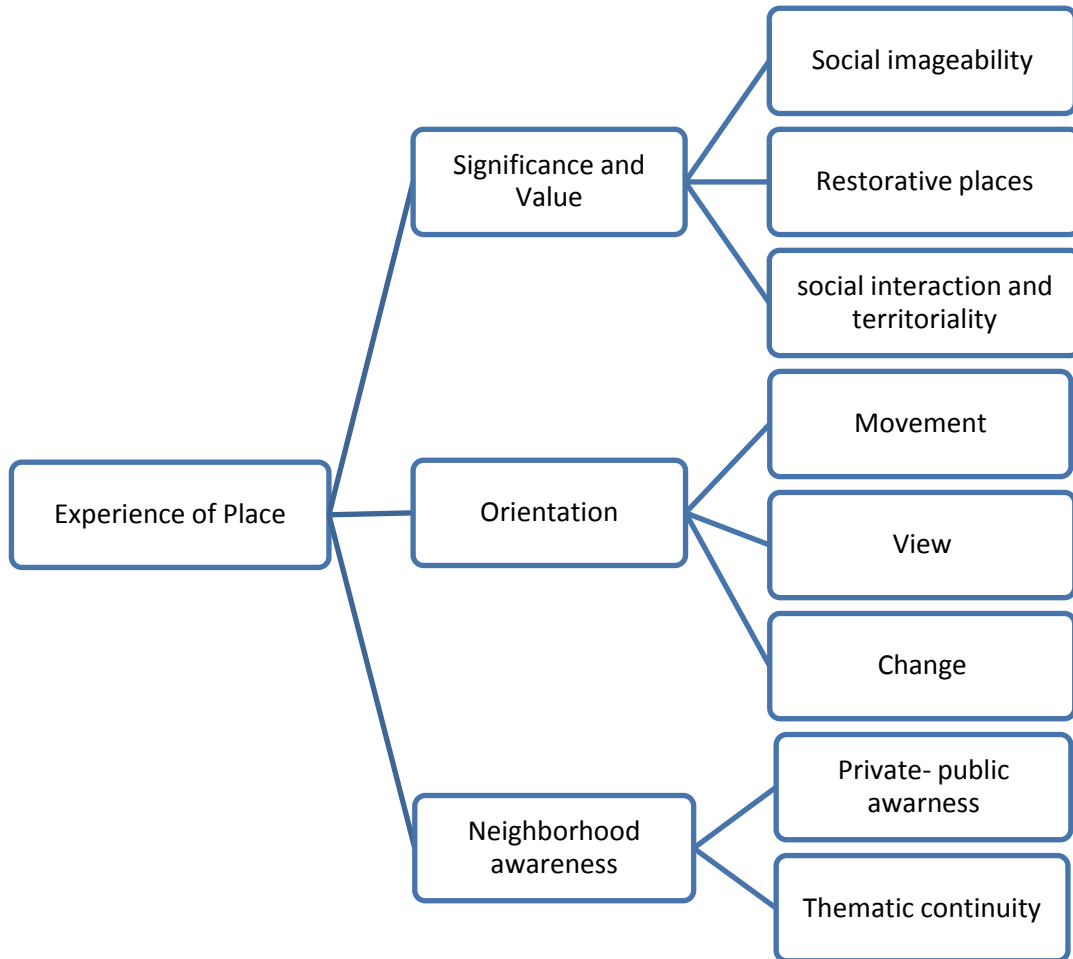 Experience of Place
Significance and
Value
Social imageability
Restorative places
social interaction and
territoriality
Orientation
Movement
View
Change
Neighborhood
awareness
Private- public
awarness
Thematic continuity